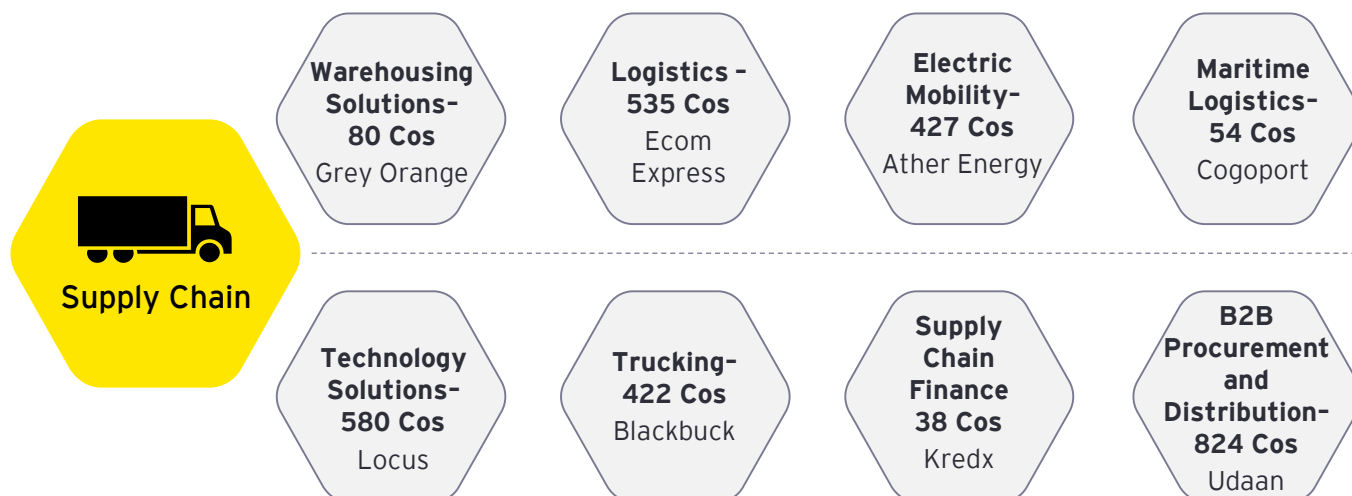 Supply Chain
Warehousing
Solutions–
80 Cos
Grey Orange
Logistics –
535 Cos
Ecom
Express
Electric
Mobility–
427 Cos
Ather Energy
Maritime
Logistics–
54 Cos
Cogoport
Technology
Solutions–
580 Cos
Locus
Trucking–
422 Cos
Blackbuck
Supply
Chain
Finance
38 Cos
Kredx
B2B
Procurement
and
Distribution–
824 Cos
Udaan